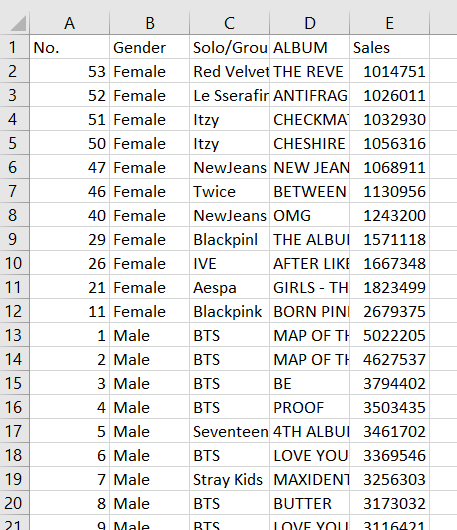 A B C D E
1 No. Gender Solo/Grou ALBUM Sales
2 53 Female Red Velvet THE REVE 1014751
3 52 Female Le Sserafir ANTIFRAG 1026011
4 51 Female Itzy CHECKMA 1032930
5 50 Female Itzy CHESHIRE 1056316
6 47 Female NewJeans NEW JEAN 1068911
7 46 Female Twice BETWEEN 1130956
8 40 Female NewJeans OMG 1243200
9 29 Female Blackpinl THE ALBU 1571118
10 26 Female IVE AFTER LIKE 1667348
11 21 Female Aespa GIRLS - TH 1823499
12 11 Female Blackpink BORN PIN 2679375
13 1 Male BTS MAP OF TH 5022205
14 2 Male BTS MAP OF TH 4627537
15 3 Male BTS BE 3794402
16 4 Male BTS PROOF 3503435
17 5 Male Seventeen 4TH ALBU 3461702
18 6 Male BTS LOVE YOU 3369546
19 7 Male Stray Kids MAXIDENT 3256303
20 8 Male BTS BUTTER 3173032
21 9 Male BTS LOVE YOU 3116421